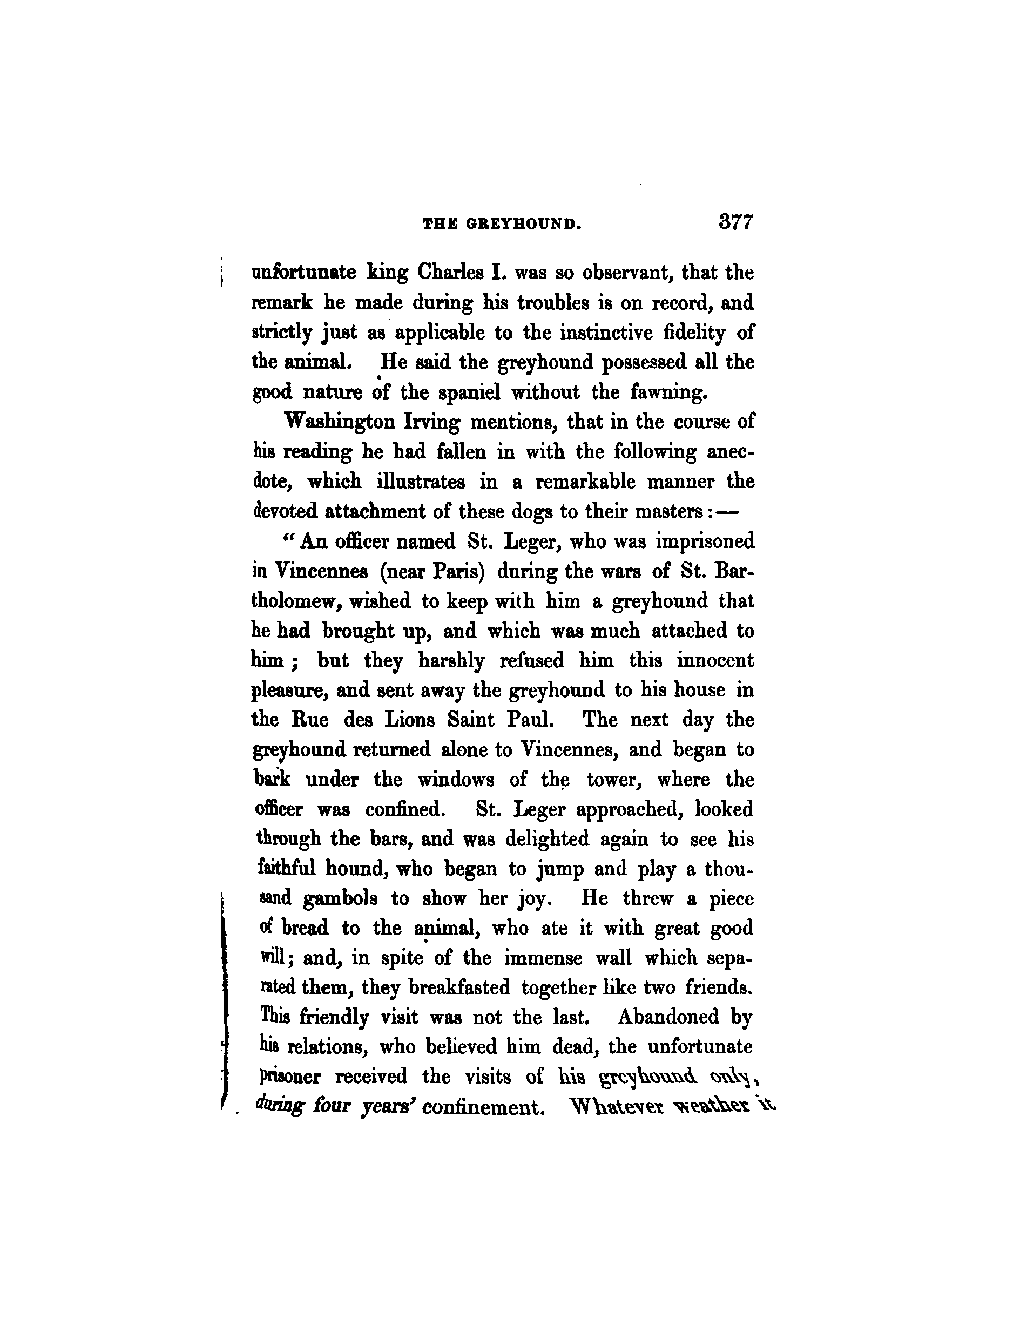 THE GREYHOUND. 377
unfortunate king Charles I. was so observant, that the
remark he made during his troubles is on record, and
strictly just as applicable to the instinctive fidelity of
the animal. He said the greyhound possessed all the
good nature of the spaniel without the fawning.
Washington Irving mentions, that in the course of
his reading he had fallen in with the following anec-
dote, which illustrates in a remarkable manner the
devoted attachment of these dogs to their masters :—
“ An officer named St. Leger, who was imprisoned
in Vincennes (near Paris) during the wars of St. Bar-
tholomew, wished to keep with him a greyhound that
he had brought up, and which was much attached to
him ; but they harshly refused him this innocent
pleasure, and sent away the greyhound to his house in
the Rue des Lions Saint Paul. The next day the
greyhound returned alone to Vincennes, and began to
bark under the windows of the tower, where the
officer was confined. St. Leger approached, looked
through the bars, and was delighted again to see his
faithful hound, who began to jump and play a thou-
sand gambols to show her joy. He threw a piece
of bread to the animal, who ate it with great good
will; and, in spite of the immense wall which sepa-
rated them, they breakfasted together like two friends.
This friendly visit was not the last. Abandoned by
his relations, who believed him dead, the unfortunate
prisoner received the visits of his greyhound only,
during four years’ confinement. Whatever weather it